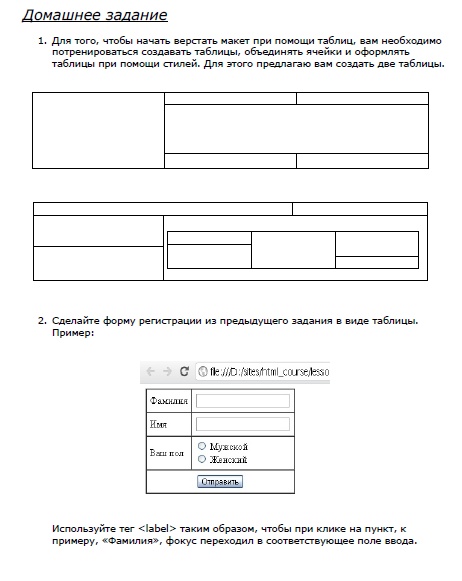 Домашнее задание
1. Для того, чтобы начать верстать макет при помощи таблиц, вам необходимо
потренироваться создавать таблицы, объединять ячейки и оформлять
таблицы при помощи стилей. Для этого предлагаю вам создать две таблицы.
2. Сделайте форму регистрации из предыдущего задания в виде таблицы.
Пример:
file:///D:/sites/html_course/lesso
Фамилия
Имя
Ваш пол
Мужской
Женский
Отправить
Используйте тег <label> таким образом, чтобы при клике на пункт, к
примеру, «Фамилия», фокус переходил в соответствующее поле ввода.